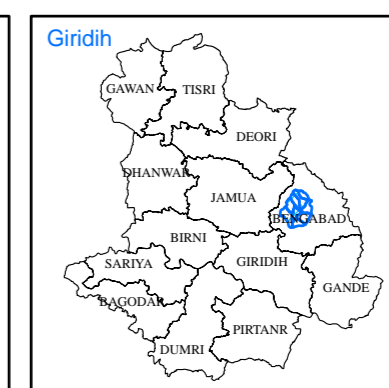 Giridih
GAWAN
TISRI
DEORI
DHANWAR
JAMUA
BENGABAD
BIRNI
SARIYA
GIRIDIH
GANDE
BAGODAR
PIRTANR
DUMRI